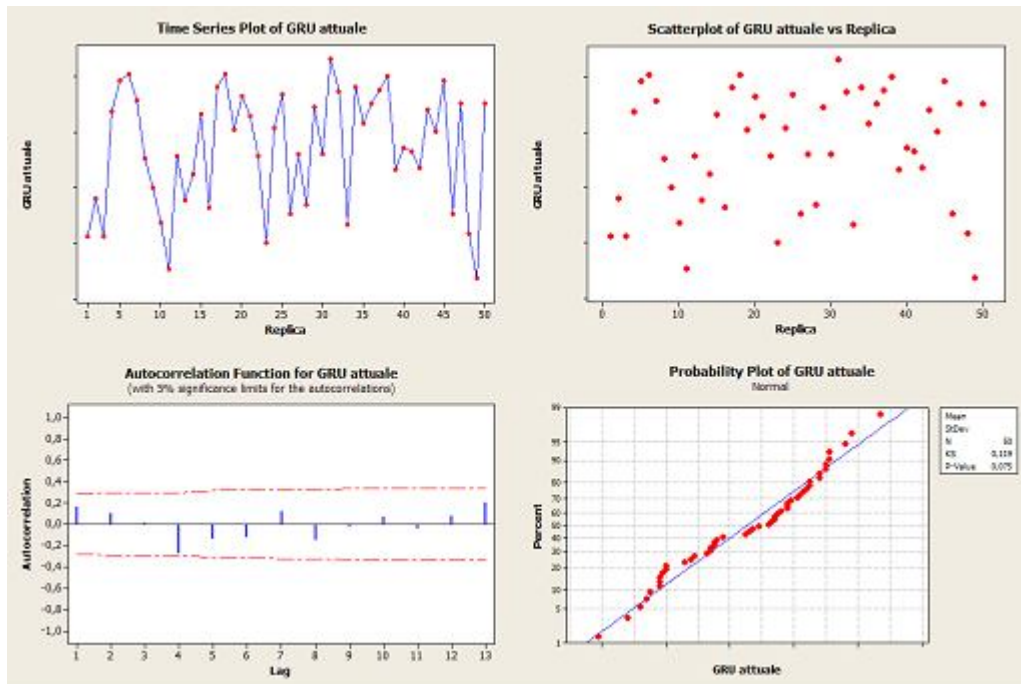 Time Series Plot of GRU attuale
GRU attuale
1 5 10 15 20 25 30 35 40 45 50
Replica
Scatterplot of GRU attuale vs Replica
GRU attuale
0 10 20 30 40 50
Replica
Autocorrelation Function for GRU attuale
(with 5% significance limits for the autocorrelations)
Autocorrelation
1,0
0,8
0,6
0,4
0,2
0,0
-0,2
-0,4
-0,6
-0,8
-1,0
1 2 3 4 5 6 7 8 9 10 11 12 13
Lag
Probability Plot of GRU attuale
Normal
Percent
99
95
90
80
70
60
50
40
30
20
10
5
1
GRU attuale
Mean
StDev
N 50
KS 0,119
P-Value 0,075